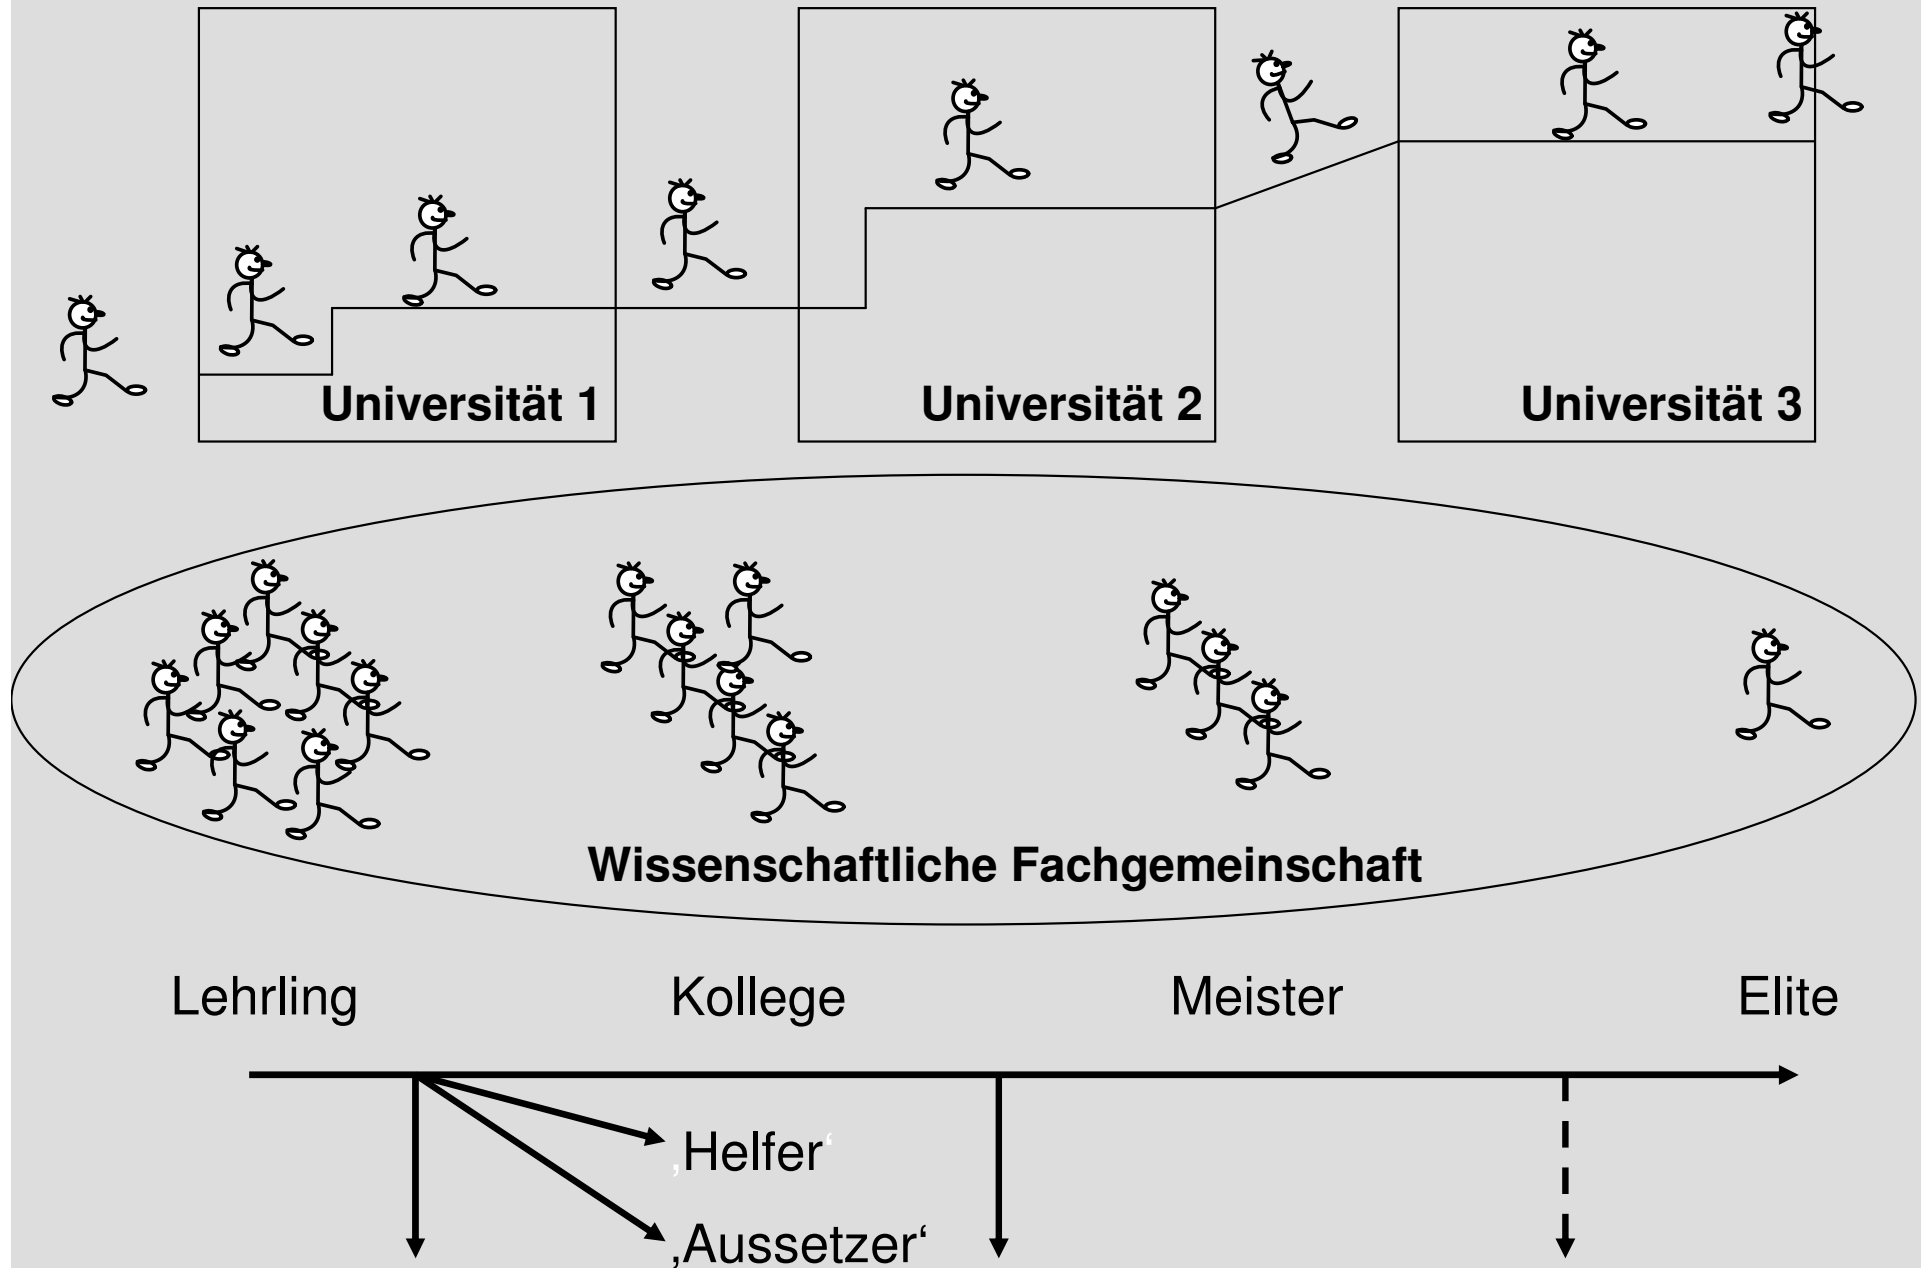 Universität 1
Universität 2
Universität 3
Wissenschaftliche Fachgemeinschaft
Lehrling
Kollege
Meister
Elite
‚Helfer‘
‚Aussetzer‘